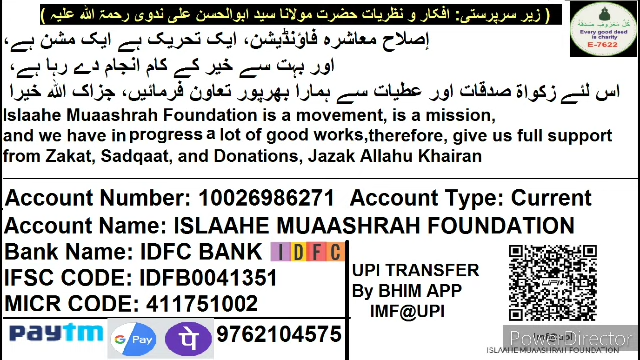 ( زیر سرپرستی: افکار و نظریات حضرت مولانا سید ابوالحسن علی ندوی رحمۃ اللہ علیہ )
كل معروف صدقة
Every good deed is charity
E-7622
إصلاح معاشرہ فاؤنڈیشن، ایک تحریک ہے ایک مشن ہے،
اور بہت سے خیر کے کام انجام دے رہا ہے،
اس لئے زکواۃ صدقات اور عطیات سے ہمارا بھرپور تعاون فرمائیں، جزاک اللہ خیرا
Islaahe Muaashrah Foundation is a movement, is a mission,
and we have in progress a lot of good works,therefore, give us full support
from Zakat, Sadqaat, and Donations, Jazak Allahu Khairan
Account Number: 10026986271 Account Type: Current
Account Name: ISLAAHE MUAASHRAH FOUNDATION
Bank Name: IDFC BANK IDFC
IFSC CODE: IDFB0041351
MICR CODE: 411751002
UPI TRANSFER
By BHIM APP
IMF@UPI
paytm G Pay पे 9762104575
PowerDirector
ISLAAHE MUAASHRAH FOUNDATION